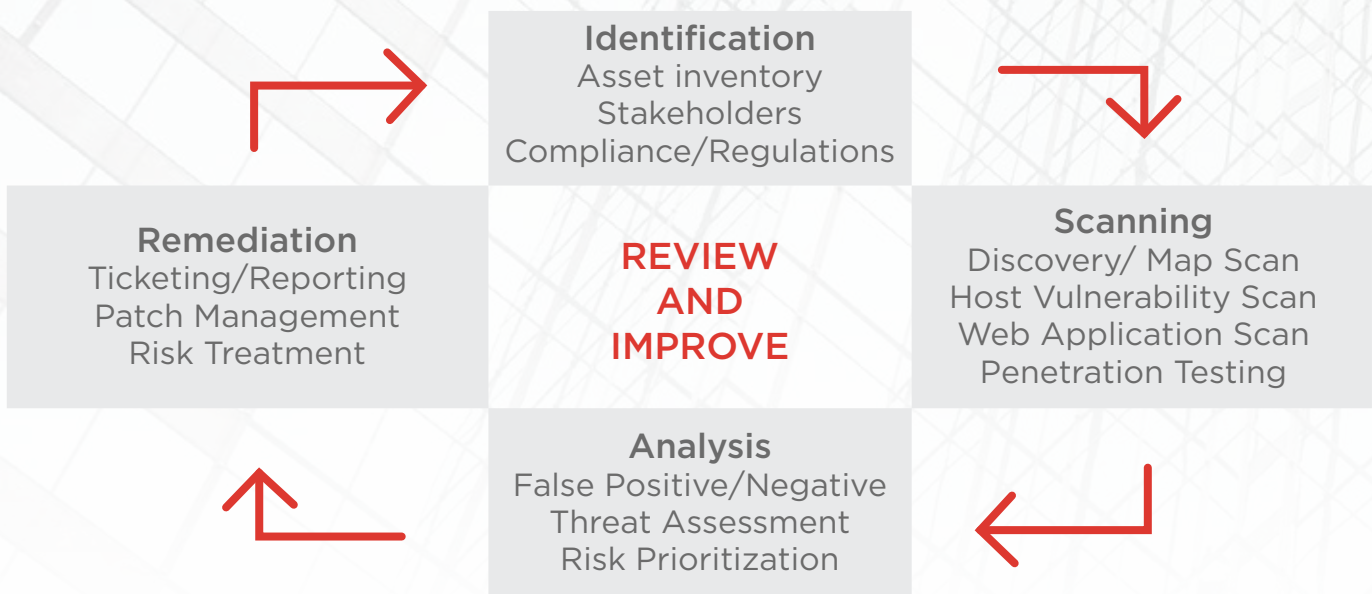 Identification
Asset inventory
Stakeholders
Compliance/Regulations
Remediation
Ticketing/Reporting
Patch Management
Risk Treatment
REVIEW
AND
IMPROVE
Scanning
Discovery/ Map Scan
Host Vulnerability Scan
Web Application Scan
Penetration Testing
Analysis
False Positive/Negative
Threat Assessment
Risk Prioritization